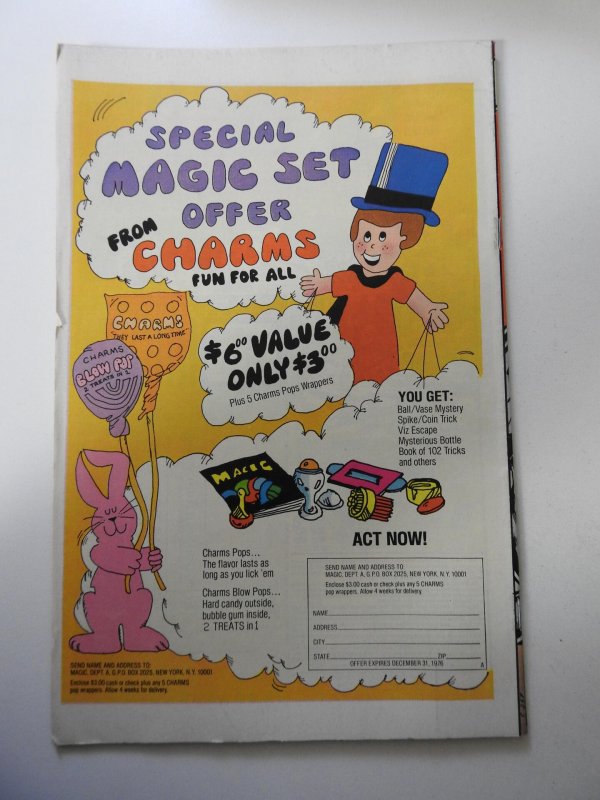 SPECIAL
MAGIC SET
OFFER
FROM
CHARMS
FUN FOR ALL
$6.00 VALUE
ONLY $3.00
Plus 5 Charms Pops Wrappers
CHARMS
THEY LAST A LONG TIME
CHARMS
BLOW POP
2 TREATS IN 1
YOU GET:
Ball/Vase Mystery
Spike/Coin Trick
Viz Escape
Mysterious Bottle
Book of 102 Tricks
and others
MAGIC
ACT NOW!
Charms Pops...
The flavor lasts as
long as you lick 'em
Charms Blow Pops...
Hard candy outside,
bubble gum inside,
2 TREATS in 1
SEND NAME AND ADDRESS TO:
MAGIC, DEPT. A, G.P.O. BOX 2025, NEW YORK, N.Y. 10001
Enclose $3.00 cash or check plus any 5 CHARMS
pop wrappers. Allow 4 weeks for delivery.
NAME
ADDRESS
CITY
STATE ZIP
OFFER EXPIRES DECEMBER 31, 1976 A
SEND NAME AND ADDRESS TO:
MAGIC, DEPT. A, G.P.O. BOX 2025, NEW YORK, N.Y. 10001
Enclose $3.00 cash or check plus any 5 CHARMS
pop wrappers. Allow 4 weeks for delivery.